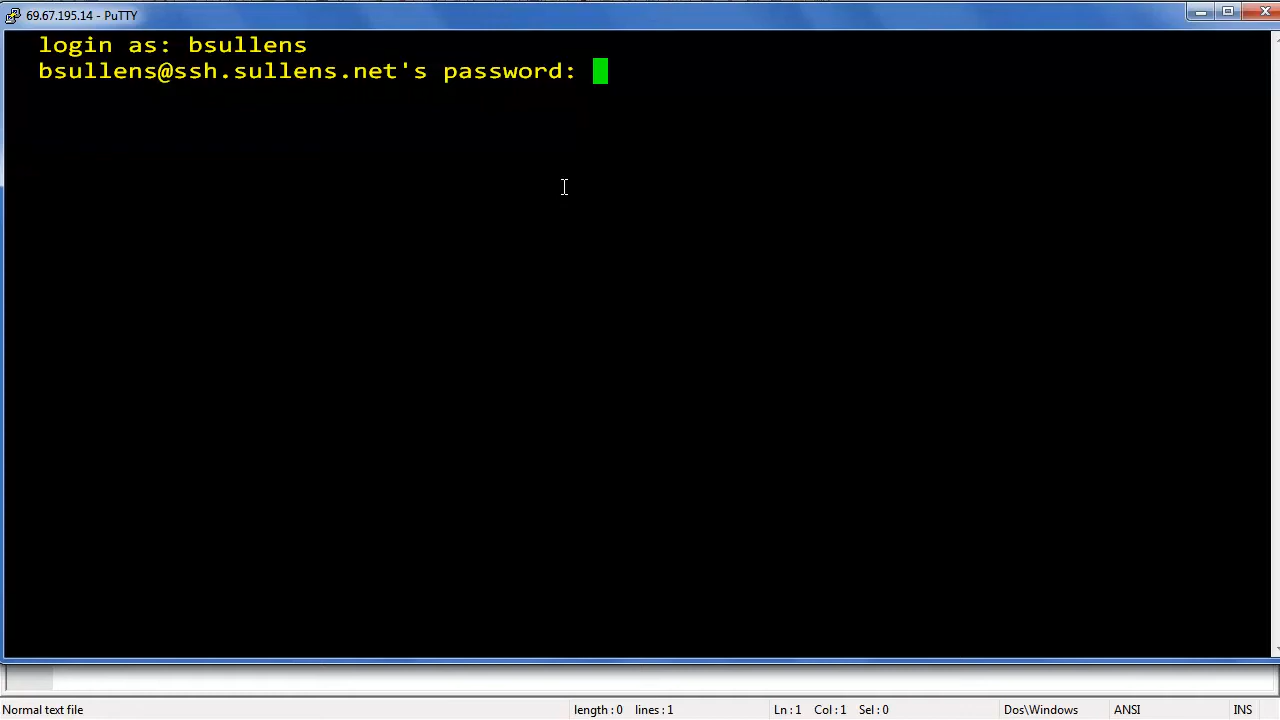 69.67.195.14 - PuTTY
login as: bsullens
bsullens@ssh.sullens.net's password:
Normal text file length : 0 lines : 1 Ln : 1 Col : 1 Sel : 0 Dos\Windows ANSI INS